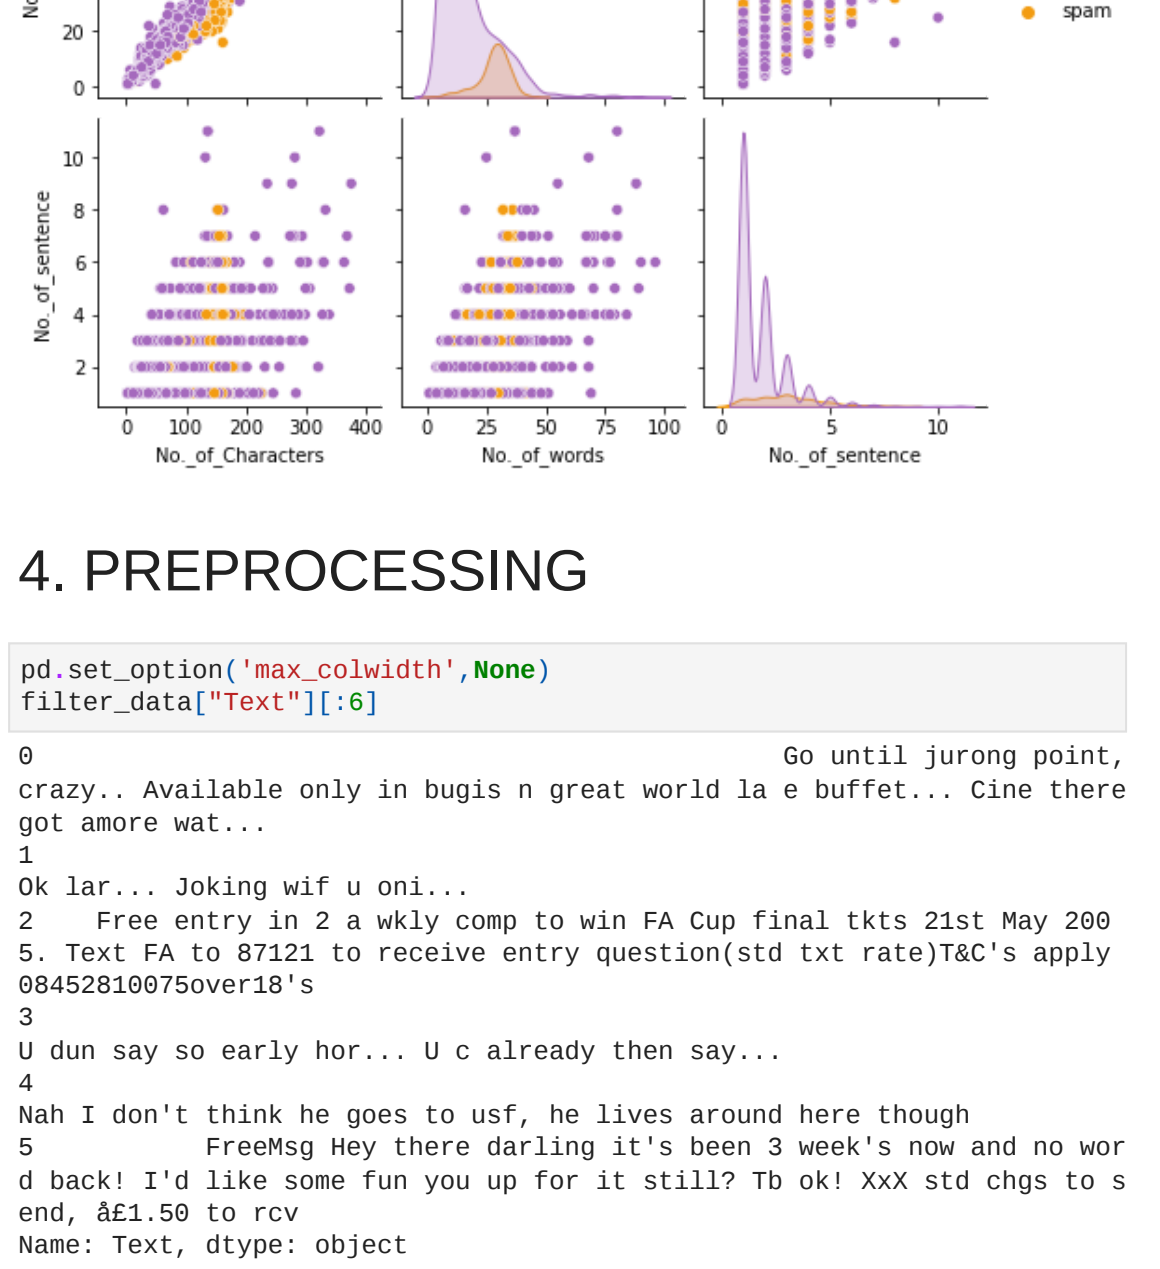 No
20
0
spam
No._of_sentence
10
8
6
4
2
0 100 200 300 400
No._of_Characters
0 25 50 75 100
No._of_words
0 5 10
No._of_sentence
4. PREPROCESSING
pd.set_option('max_colwidth',None)
filter_data["Text"][:6]
0 Go until jurong point,
crazy.. Available only in bugis n great world la e buffet... Cine there
got amore wat...
1
Ok lar... Joking wif u oni...
2 Free entry in 2 a wkly comp to win FA Cup final tkts 21st May 200
5. Text FA to 87121 to receive entry question(std txt rate)T&C's apply
08452810075over18's
3
U dun say so early hor... U c already then say...
4
Nah I don't think he goes to usf, he lives around here though
5 FreeMsg Hey there darling it's been 3 week's now and no wor
d back! I'd like some fun you up for it still? Tb ok! XxX std chgs to s
end, å£1.50 to rcv
Name: Text, dtype: object